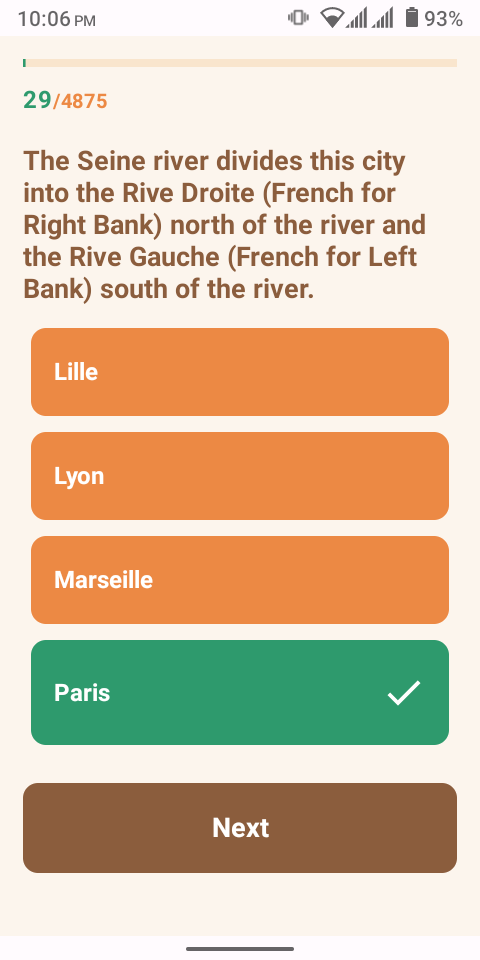 10:06 PM
93%
29/4875
The Seine river divides this city
into the Rive Droite (French for
Right Bank) north of the river and
the Rive Gauche (French for Left
Bank) south of the river.
Lille
Lyon
Marseille
Paris
Next